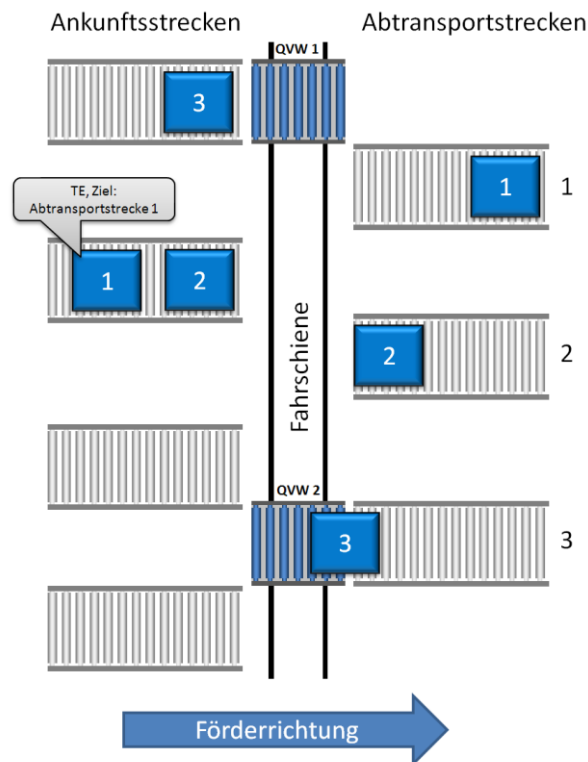 Ankunftsstrecken
Abtransportstrecken
QVW 1
3
1
1
TE, Ziel:
Abtransportstrecke 1
1
2
2
2
Fahrschiene
QVW 2
3
3
Förderrichtung